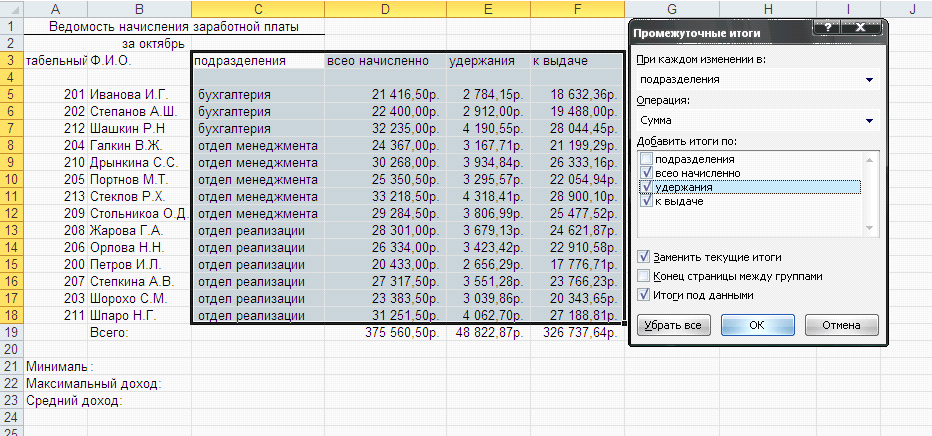 A B C D E F G H I J
1 Ведомость начисления заработной платы
2 за октябрь
3 табельный Ф.И.О. подразделения всео начисленно удержания к выдаче
4
5 201 Иванова И.Г. бухгалтерия 21 416,50р. 2 784,15р. 18 632,36р.
6 202 Степанов А.Ш. бухгалтерия 22 400,00р. 2 912,00р. 19 488,00р.
7 212 Шашкин Р.Н бухгалтерия 32 235,00р. 4 190,55р. 28 044,45р.
8 204 Галкин В.Ж. отдел менеджмента 24 367,00р. 3 167,71р. 21 199,29р.
9 210 Дрынкина С.С. отдел менеджмента 30 268,00р. 3 934,84р. 26 333,16р.
10 205 Портнов М.Т. отдел менеджмента 25 350,50р. 3 295,57р. 22 054,94р.
11 213 Стеклов Р.Х. отдел менеджмента 33 218,50р. 4 318,41р. 28 900,10р.
12 209 Стольникоа О.Д отдел менеджмента 29 284,50р. 3 806,99р. 25 477,52р.
13 208 Жарова Г.А. отдел реализации 28 301,00р. 3 679,13р. 24 621,87р.
14 206 Орлова Н.Н. отдел реализации 26 334,00р. 3 423,42р. 22 910,58р.
15 200 Петров И.Л. отдел реализации 20 433,00р. 2 656,29р. 17 776,71р.
16 207 Степкина А.В. отдел реализации 27 317,50р. 3 551,28р. 23 766,23р.
17 203 Шорохо С.М. отдел реализации 23 383,50р. 3 039,86р. 20 343,65р.
18 211 Шпаро Н.Г. отдел реализации 31 251,50р. 4 062,70р. 27 188,81р.
19 Всего: 375 560,50р. 48 822,87р. 326 737,64р.
20
21 Минималь :
22 Максимальный доход:
23 Средний доход:
24
25
Промежуточные итоги
?
При каждом изменении в:
подразделения
Операция:
Сумма
Добавить итоги по:
подразделения
всео начисленно
удержания
к выдаче
Заменить текущие итоги
Конец страницы между группами
Итоги под данными
Убрать все ОК Отмена